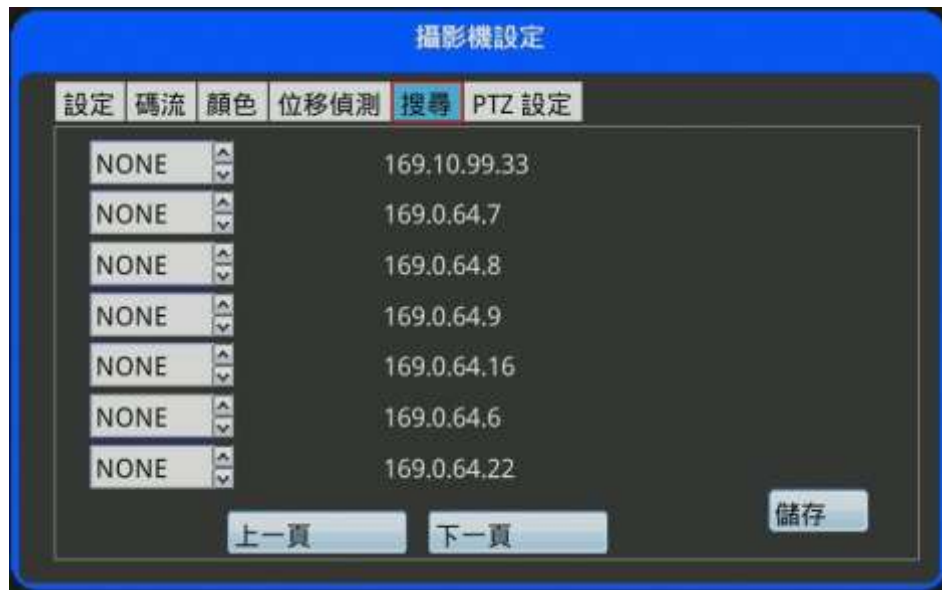 攝影機設定
設定 碼流 顏色 位移偵測 搜尋 PTZ 設定
NONE 169.10.99.33
NONE 169.0.64.7
NONE 169.0.64.8
NONE 169.0.64.9
NONE 169.0.64.16
NONE 169.0.64.6
NONE 169.0.64.22
儲存
上一頁 下一頁